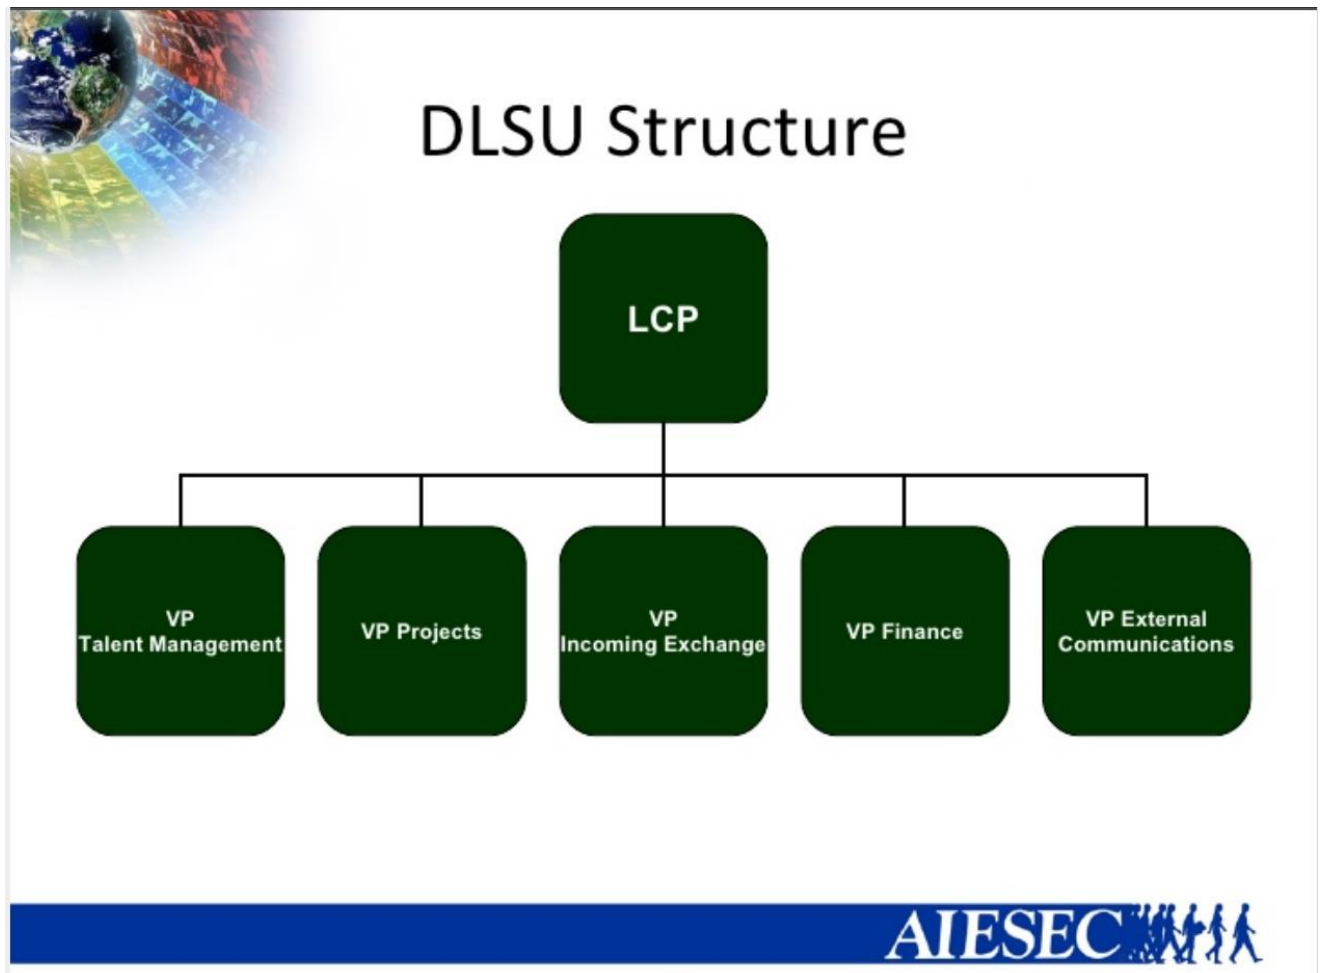 DLSU Structure
LCP
VP
Talent Management
VP Projects
VP
Incoming Exchange
VP Finance
VP External
Communications
AIESEC